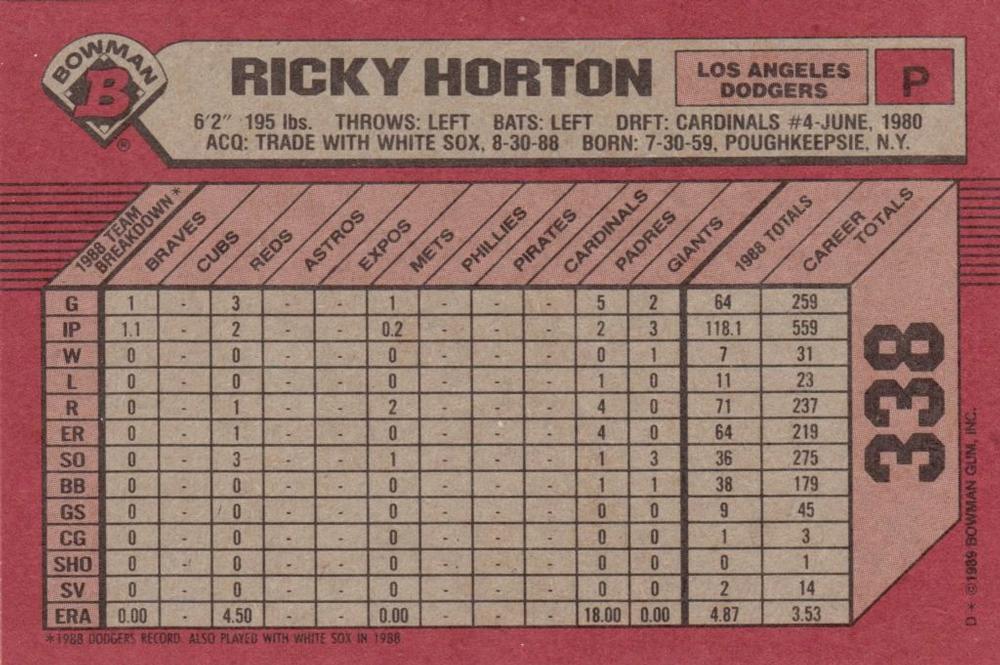 BOWMAN
B
®
RICKY HORTON
LOS ANGELES
DODGERS
P
6'2" 195 lbs. THROWS: LEFT BATS: LEFT DRFT: CARDINALS #4-JUNE, 1980
ACQ: TRADE WITH WHITE SOX, 8-30-88 BORN: 7-30-59, POUGHKEEPSIE, N.Y.
1988 TEAM BREAKDOWN* BRAVES CUBS REDS ASTROS EXPOS METS PHILLIES PIRATES CARDINALS PADRES GIANTS 1988 TOTALS CAREER TOTALS
G 1 - 3 - - 1 - - - 5 2 64 259
IP 1.1 - 2 - - 0.2 - - - 2 3 118.1 559
W 0 - 0 - - 0 - - - 0 1 7 31
L 0 - 0 - - 0 - - - 1 0 11 23
R 0 - 1 - - 2 - - - 4 0 71 237
ER 0 - 1 - - 0 - - - 4 0 64 219
SO 0 - 3 - - 1 - - - 1 3 36 275
BB 0 - 0 - - 0 - - - 1 1 38 179
GS 0 - 0 - - 0 - - - 0 0 9 45
CG 0 - 0 - - 0 - - - 0 0 1 3
SHO 0 - 0 - - 0 - - - 0 0 0 1
SV 0 - 0 - - 0 - - - 0 0 2 14
ERA 0.00 - 4.50 - - 0.00 - - - 18.00 0.00 4.87 3.53
338
*1988 DODGERS RECORD. ALSO PLAYED WITH WHITE SOX IN 1988
D* ©1989 BOWMAN GUM, INC.